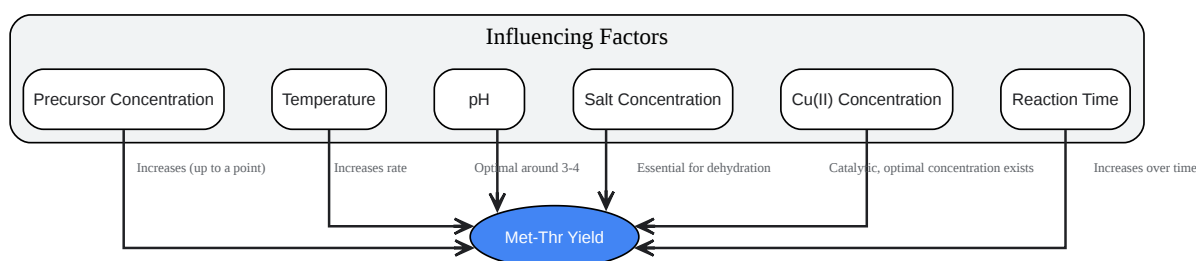 Influencing Factors
Precursor Concentration
Temperature
pH
Salt Concentration
Cu(II) Concentration
Reaction Time
Increases (up to a point)
Increases rate
Optimal around 3-4
Essential for dehydration
Catalytic, optimal concentration exists
Increases over time
Met-Thr Yield